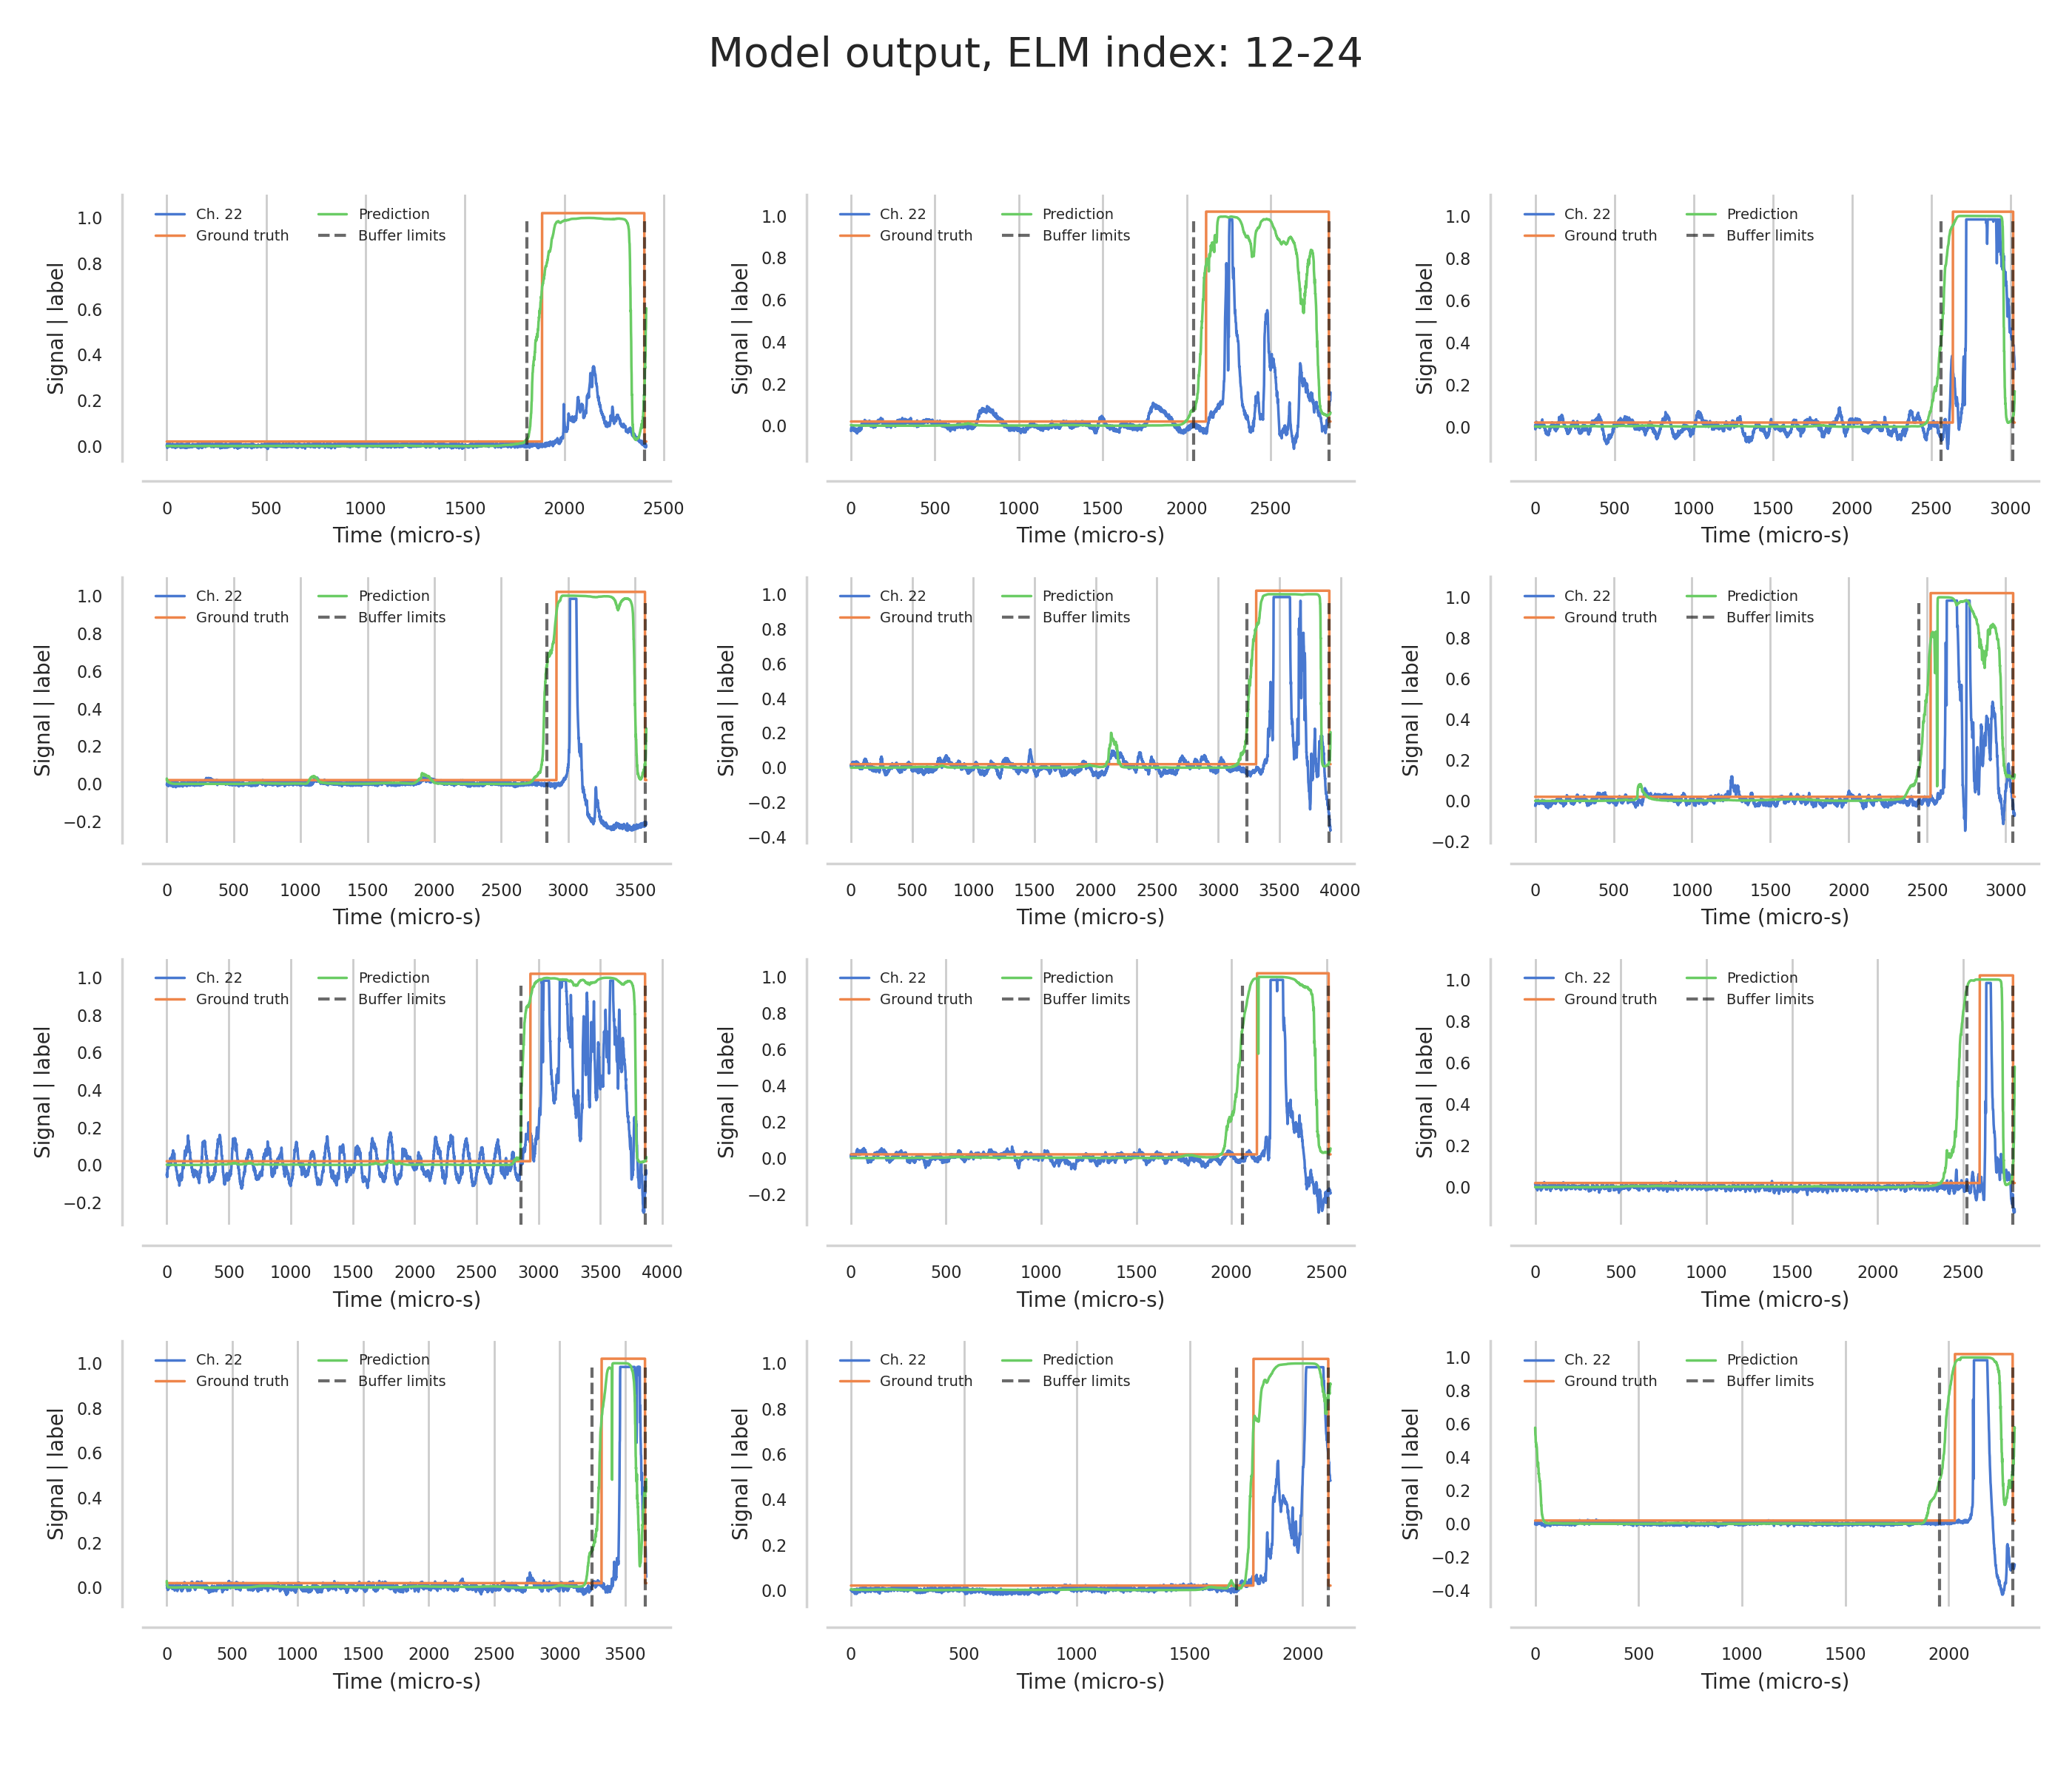 Model output, ELM index: 12-24
Ch. 22 Prediction
Ground truth Buffer limits
Signal | label
1.0
0.8
0.6
0.4
0.2
0.0
0 500 1000 1500 2000 2500
Time (micro-s)
Ch. 22 Prediction
Ground truth Buffer limits
Signal | label
1.0
0.8
0.6
0.4
0.2
0.0
0 500 1000 1500 2000 2500
Time (micro-s)
Ch. 22 Prediction
Ground truth Buffer limits
Signal | label
1.0
0.8
0.6
0.4
0.2
0.0
0 500 1000 1500 2000 2500 3000
Time (micro-s)
Ch. 22 Prediction
Ground truth Buffer limits
Signal | label
1.0
0.8
0.6
0.4
0.2
0.0
−0.2
0 500 1000 1500 2000 2500 3000 3500
Time (micro-s)
Ch. 22 Prediction
Ground truth Buffer limits
Signal | label
1.0
0.8
0.6
0.4
0.2
0.0
−0.2
−0.4
0 500 1000 1500 2000 2500 3000 3500 4000
Time (micro-s)
Ch. 22 Prediction
Ground truth Buffer limits
Signal | label
1.0
0.8
0.6
0.4
0.2
0.0
−0.2
0 500 1000 1500 2000 2500 3000
Time (micro-s)
Ch. 22 Prediction
Ground truth Buffer limits
Signal | label
1.0
0.8
0.6
0.4
0.2
0.0
−0.2
0 500 1000 1500 2000 2500 3000 3500 4000
Time (micro-s)
Ch. 22 Prediction
Ground truth Buffer limits
Signal | label
1.0
0.8
0.6
0.4
0.2
0.0
−0.2
0 500 1000 1500 2000 2500
Time (micro-s)
Ch. 22 Prediction
Ground truth Buffer limits
Signal | label
1.0
0.8
0.6
0.4
0.2
0.0
0 500 1000 1500 2000 2500
Time (micro-s)
Ch. 22 Prediction
Ground truth Buffer limits
Signal | label
1.0
0.8
0.6
0.4
0.2
0.0
0 500 1000 1500 2000 2500 3000 3500
Time (micro-s)
Ch. 22 Prediction
Ground truth Buffer limits
Signal | label
1.0
0.8
0.6
0.4
0.2
0.0
0 500 1000 1500 2000
Time (micro-s)
Ch. 22 Prediction
Ground truth Buffer limits
Signal | label
1.0
0.8
0.6
0.4
0.2
0.0
−0.2
−0.4
0 500 1000 1500 2000
Time (micro-s)